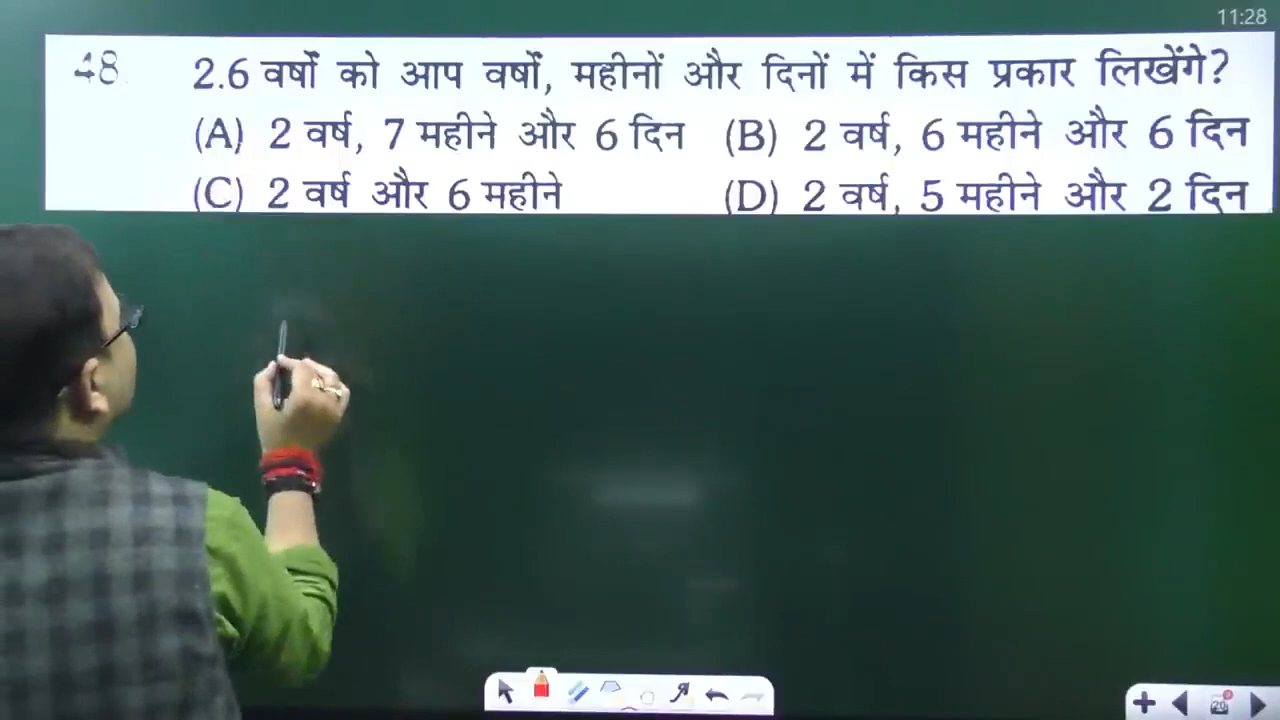 11:28
48. 2.6 वर्षों को आप वर्षों, महीनों और दिनों में किस प्रकार लिखेंगे?
(A) 2 वर्ष, 7 महीने और 6 दिन (B) 2 वर्ष, 6 महीने और 6 दिन
(C) 2 वर्ष और 6 महीने (D) 2 वर्ष, 5 महीने और 2 दिन